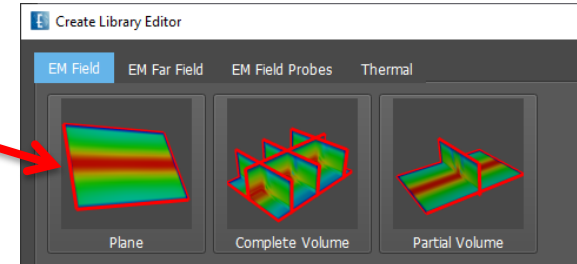 Create Library Editor
EM Field EM Far Field EM Field Probes Thermal
Plane Complete Volume Partial Volume